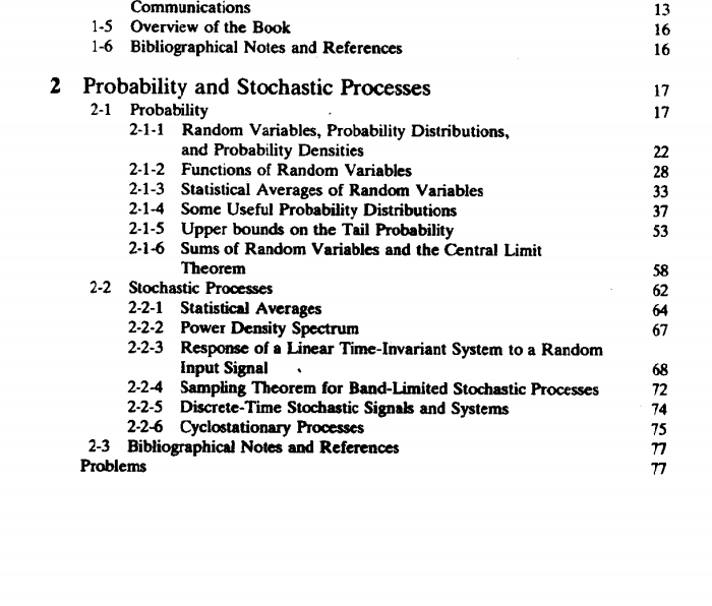 Communications 13
1-5 Overview of the Book 16
1-6 Bibliographical Notes and References 16
2 Probability and Stochastic Processes 17
2-1 Probability 17
2-1-1 Random Variables, Probability Distributions,
and Probability Densities 22
2-1-2 Functions of Random Variables 28
2-1-3 Statistical Averages of Random Variables 33
2-1-4 Some Useful Probability Distributions 37
2-1-5 Upper bounds on the Tail Probability 53
2-1-6 Sums of Random Variables and the Central Limit
Theorem 58
2-2 Stochastic Processes 62
2-2-1 Statistical Averages 64
2-2-2 Power Density Spectrum 67
2-2-3 Response of a Linear Time-Invariant System to a Random
Input Signal 68
2-2-4 Sampling Theorem for Band-Limited Stochastic Processes 72
2-2-5 Discrete-Time Stochastic Signals and Systems 74
2-2-6 Cyclostationary Processes 75
2-3 Bibliographical Notes and References 77
Problems 77